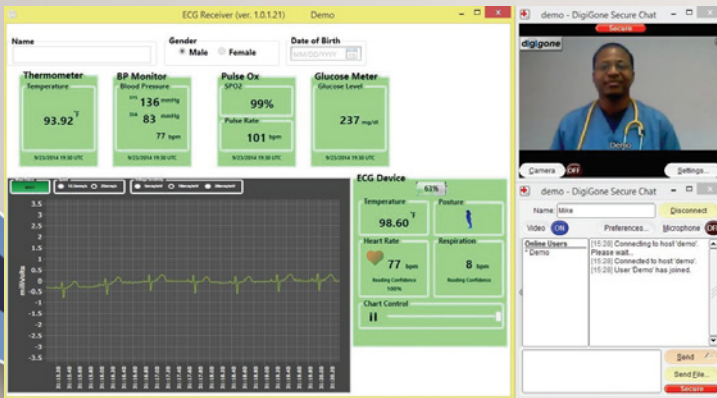 ECG Receiver (ver. 1.0.1.21) Demo
Name
Gender
Male Female
Date of Birth
MM/DD/YYYY
Thermometer
Temperature
93.92 °F
9/23/2014 19:30 UTC
BP Monitor
Blood Pressure
SYS 136 mmHg
DIA 83 mmHg
77 bpm
9/23/2014 19:30 UTC
Pulse Ox
SPO2
99%
Pulse Rate
101 bpm
9/23/2014 19:30 UTC
Glucose Meter
Glucose Level
237 mg/dl
9/23/2014 19:30 UTC
millivolts
3.5
3
2.5
2
1.5
1
0.5
0
-0.5
-1
-1.5
-2
-2.5
-3
-3.5
ECG Device
63%
Temperature
98.60 °F
Posture
Heart Rate
77 bpm
Reading Confidence
100%
Respiration
8 bpm
Reading Confidence
Chart Control
demo - DigiGone Secure Chat
Secure
digigone
Demo
Camera OFF Settings...
demo - DigiGone Secure Chat
Name: Mike Disconnect
Video ON Preferences... Microphone OFF
Online Users
* Demo
[15:28] Connecting to host 'demo'.
Please wait...
[15:28] Connected to host 'demo'.
[15:28] User 'Demo' has joined.
Send
Send File...
Secure